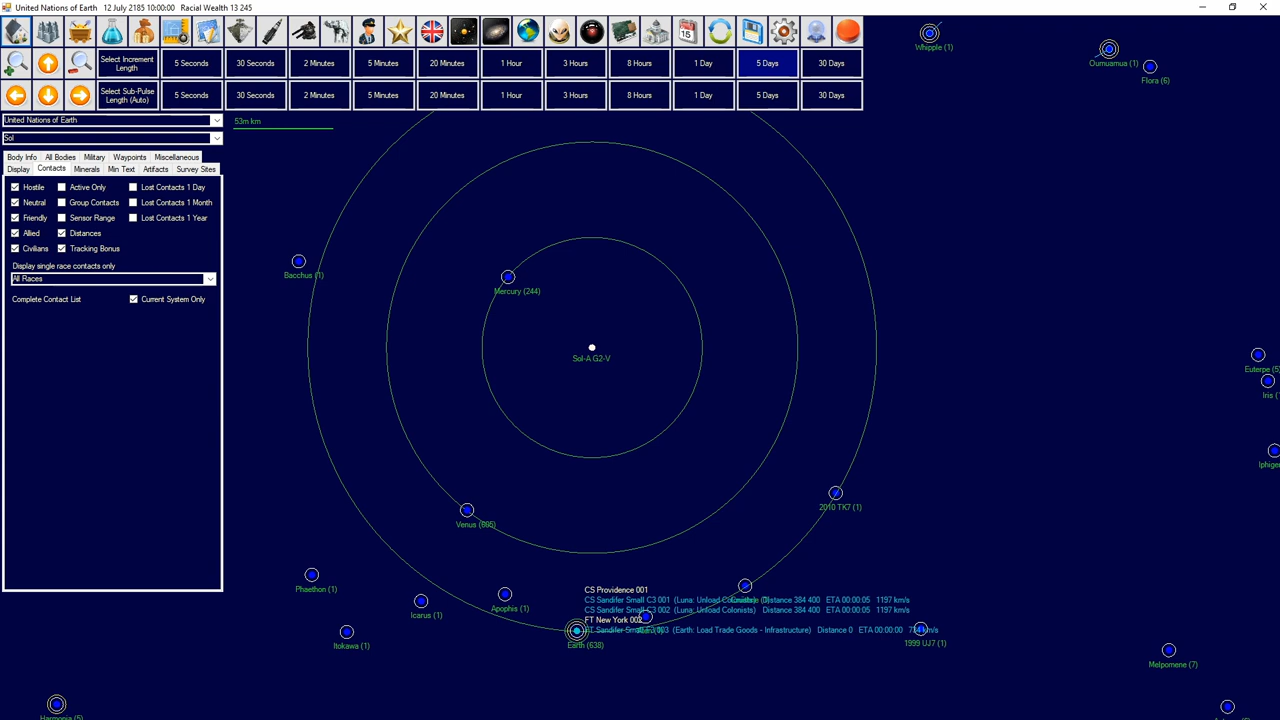 United Nations of Earth   12 July 2185 10:00:00   Racial Wealth 13 245
15
Select Increment Length
5 Seconds
30 Seconds
2 Minutes
5 Minutes
20 Minutes
1 Hour
3 Hours
8 Hours
1 Day
5 Days
30 Days
Select Sub-Pulse Length (Auto)
5 Seconds
30 Seconds
2 Minutes
5 Minutes
20 Minutes
1 Hour
3 Hours
8 Hours
1 Day
5 Days
30 Days
United Nations of Earth
Sol
Body Info All Bodies Military Waypoints Miscellaneous
Display Contacts Minerals Min Text Artifacts Survey Sites
Hostile Active Only Lost Contacts 1 Day
Neutral Group Contacts Lost Contacts 1 Month
Friendly Sensor Range Lost Contacts 1 Year
Allied Distances
Civilians Tracking Bonus
Display single race contacts only
All Races
Complete Contact List Current System Only
53m km
Whipple (1)
Oumuamua (1)
Flora (6)
Bacchus (1)
Mercury (244)
Sol-A G2-V
Euterpe (5)
Iris (1
Iphige
2010 TK7 (1)
Venus (605)
Phaethon (1)
Apophis (1)
Icarus (1)
Itokawa (1)
CS Providence 001
CS Sandifer Small C3 001 (Luna: Unload Colonists) Distance 384 400 ETA 00:00:05 1197 km/s
CS Sandifer Small C3 002 (Luna: Unload Colonists) Distance 384 400 ETA 00:00:05 1197 km/s
FT New York 002
003 (Earth: Load Trade Goods - Infrastructure) Distance 0 ETA 00:00:00 km/s
Earth (638)
1999 UJ7 (1)
Melpomene (7)
Harmonia (5)